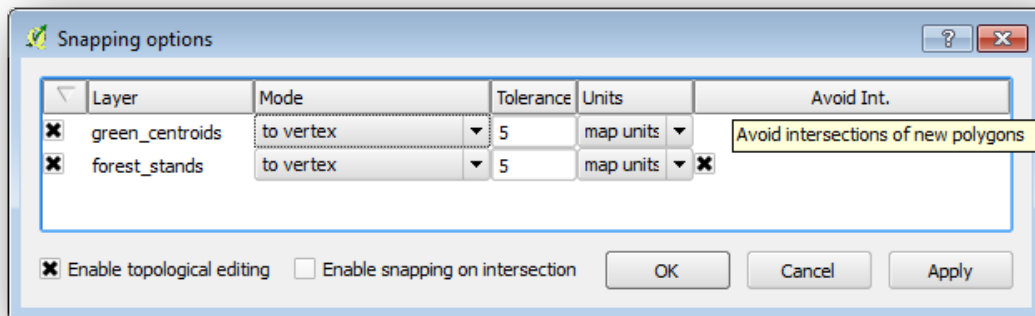 Snapping options
Layer Mode Tolerance Units Avoid Int.
green_centroids to vertex 5 map units Avoid intersections of new polygons
forest_stands to vertex 5 map units
Enable topological editing Enable snapping on intersection OK Cancel Apply